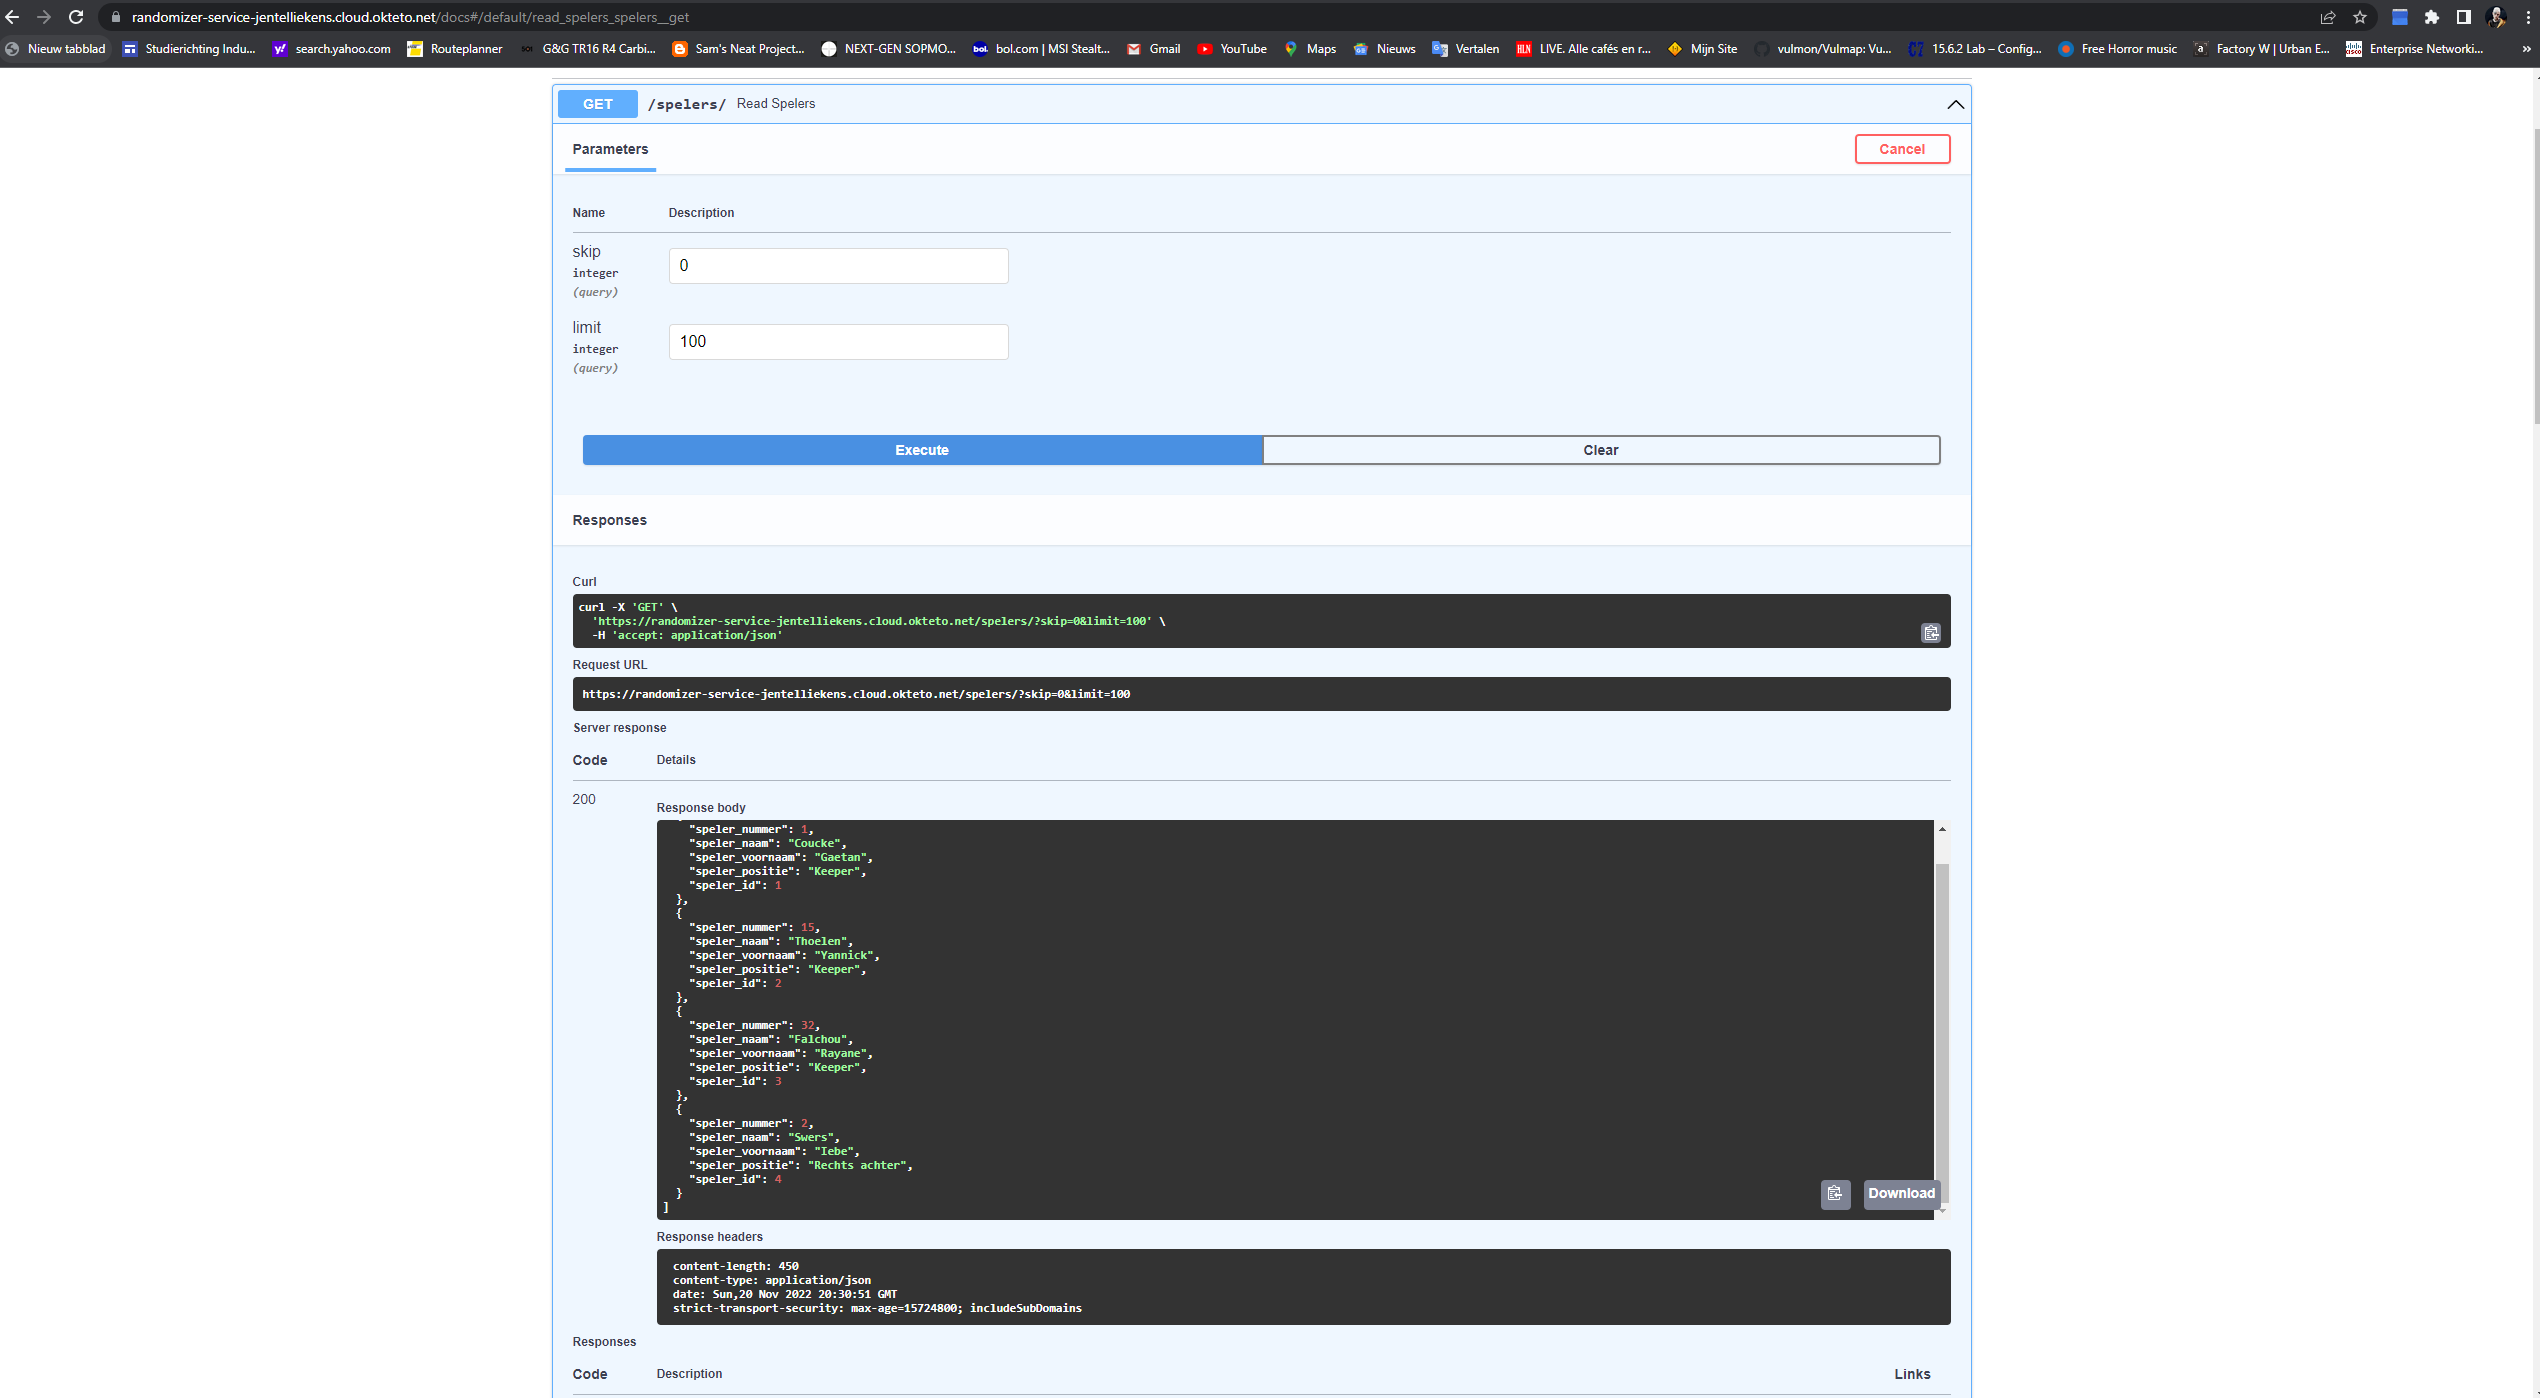 randomizer-service-jentelliekens.cloud.okteto.net/docs#/default/read_spelers_spelers__get
Nieuw tabblad
Studierichting Indu...
search.yahoo.com
Routeplanner
G&G TR16 R4 Carbi...
Sam's Neat Project...
NEXT-GEN SOPMO...
bol.com | MSI Stealt...
Gmail
YouTube
Maps
Nieuws
Vertalen
LIVE. Alle cafés en r...
Mijn Site
vulmon/Vulmap: Vu...
15.6.2 Lab – Config...
Free Horror music
Factory W | Urban E...
Enterprise Networki...
»
GET /spelers/ Read Spelers
Parameters
Cancel
Name Description
skip
integer
(query)
0
limit
integer
(query)
100
Execute
Clear
Responses
Curl
curl -X 'GET' \
'https://randomizer-service-jentelliekens.cloud.okteto.net/spelers/?skip=0&limit=100' \
-H 'accept: application/json'
Request URL
https://randomizer-service-jentelliekens.cloud.okteto.net/spelers/?skip=0&limit=100
Server response
Code Details
200
Response body
"speler_nummer": 1,
"speler_naam": "Coucke",
"speler_voornaam": "Gaetan",
"speler_positie": "Keeper",
"speler_id": 1
},
{
"speler_nummer": 15,
"speler_naam": "Thoelen",
"speler_voornaam": "Yannick",
"speler_positie": "Keeper",
"speler_id": 2
},
{
"speler_nummer": 32,
"speler_naam": "Falchou",
"speler_voornaam": "Rayane",
"speler_positie": "Keeper",
"speler_id": 3
},
{
"speler_nummer": 2,
"speler_naam": "Swers",
"speler_voornaam": "Iebe",
"speler_positie": "Rechts achter",
"speler_id": 4
}
]
Download
Response headers
content-length: 450
content-type: application/json
date: Sun,20 Nov 2022 20:30:51 GMT
strict-transport-security: max-age=15724800; includeSubDomains
Responses
Code Description Links